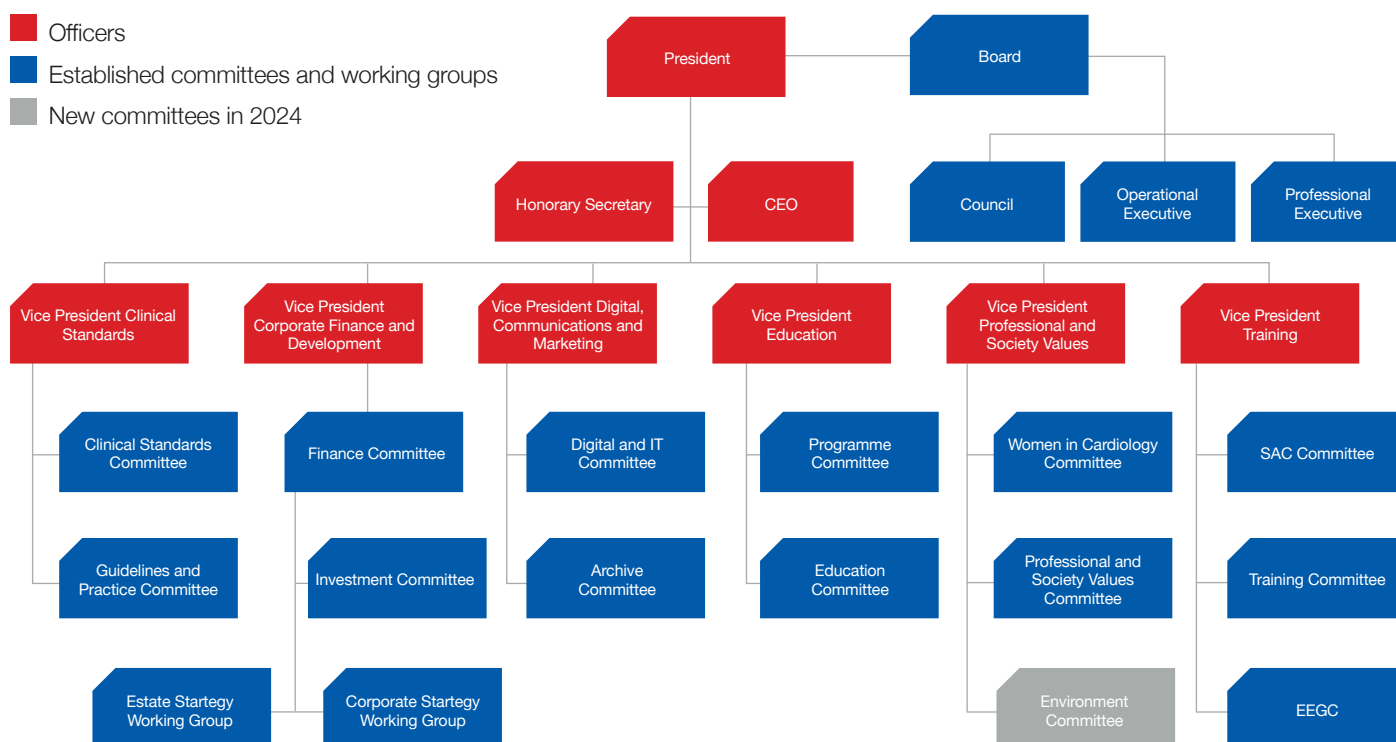 Officers
Established committees and working groups
New committees in 2024
President
Board
Honorary Secretary
CEO
Council
Operational
Executive
Professional
Executive
Vice President Clinical
Standards
Vice President
Corporate Finance and
Development
Vice President Digital,
Communications and
Marketing
Vice President
Education
Vice President
Professional and
Society Values
Vice President
Training
Clinical Standards
Committee
Finance Committee
Digital and IT
Committee
Programme
Committee
Women in Cardiology
Committee
SAC Committee
Guidelines and
Practice Committee
Investment Committee
Archive
Committee
Education
Committee
Professional and
Society Values
Committee
Training Committee
Estate Startegy
Working Group
Corporate Startegy
Working Group
Environment
Committee
EEGC